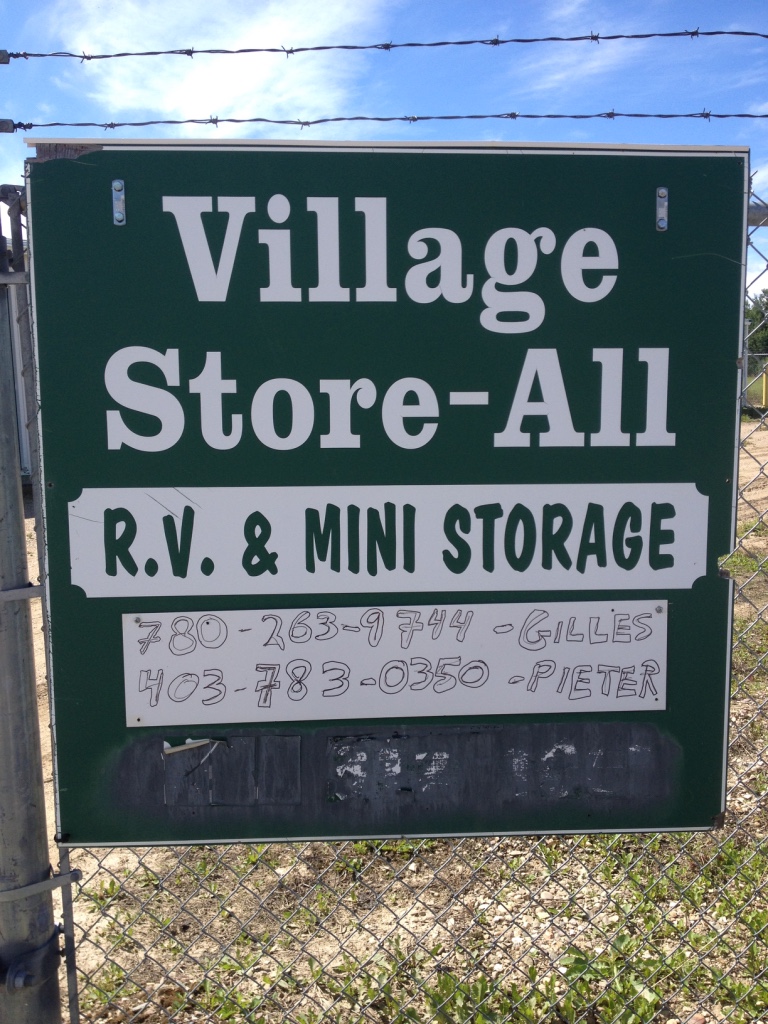 Village
Store-All
R.V. & MINI STORAGE
780-263-9744 -GILLES
403-783-0350 -PIETER